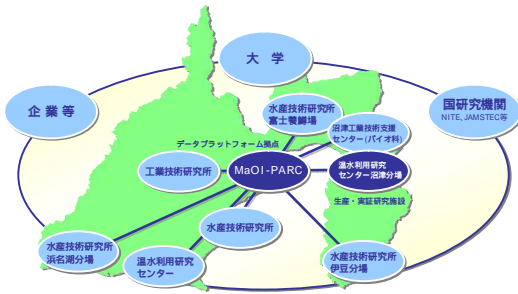 大 学
企 業 等
国研究機関
NITE,JAMSTEC等
水産技術研究所
富士養鱒場
沼津工業技術支援
センター(バイオ科)
データプラットフォーム拠点
工業技術研究所
MaOI-PARC
温水利用研究
センター沼津分場
生産・実証研究施設
水産技術研究所
水産技術研究所
浜名湖分場
温水利用研究
センター
水産技術研究所
伊豆分場